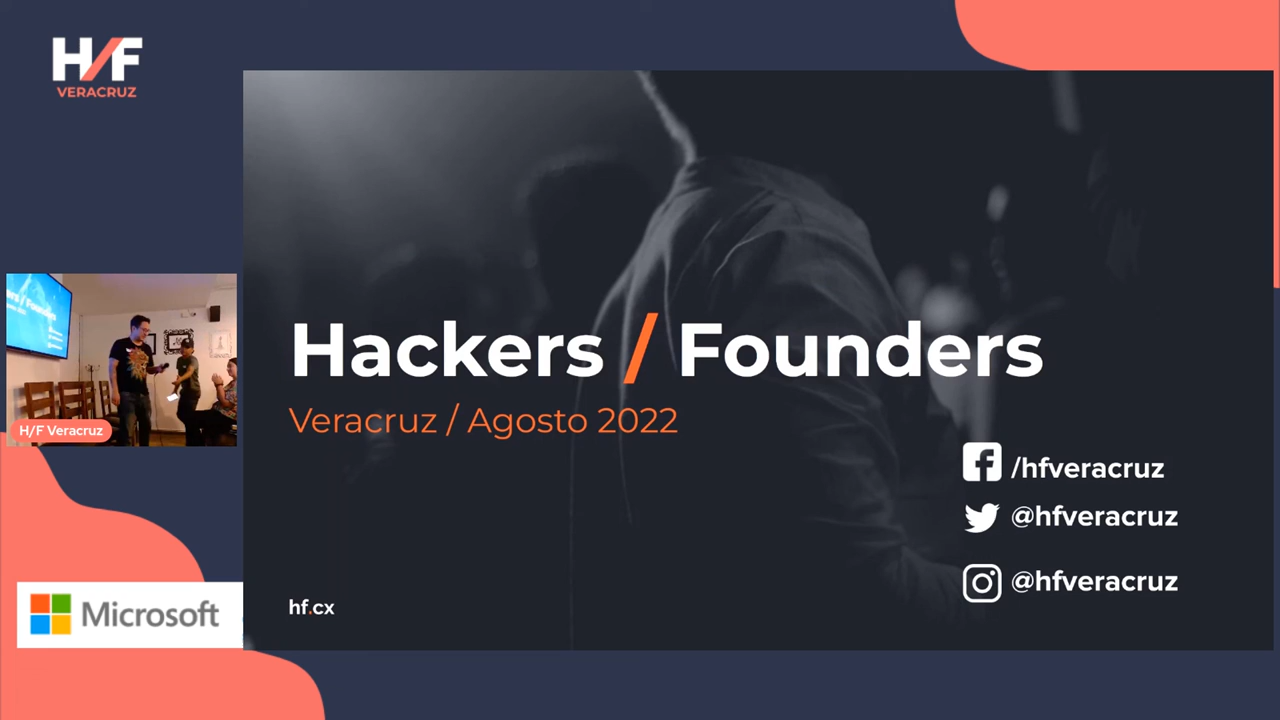 H/F
VERACRUZ
Hackers / Founders
Veracruz / Agosto 2022
/hfveracruz
@hfveracruz
@hfveracruz
hf.cx
H/F Veracruz
Microsoft